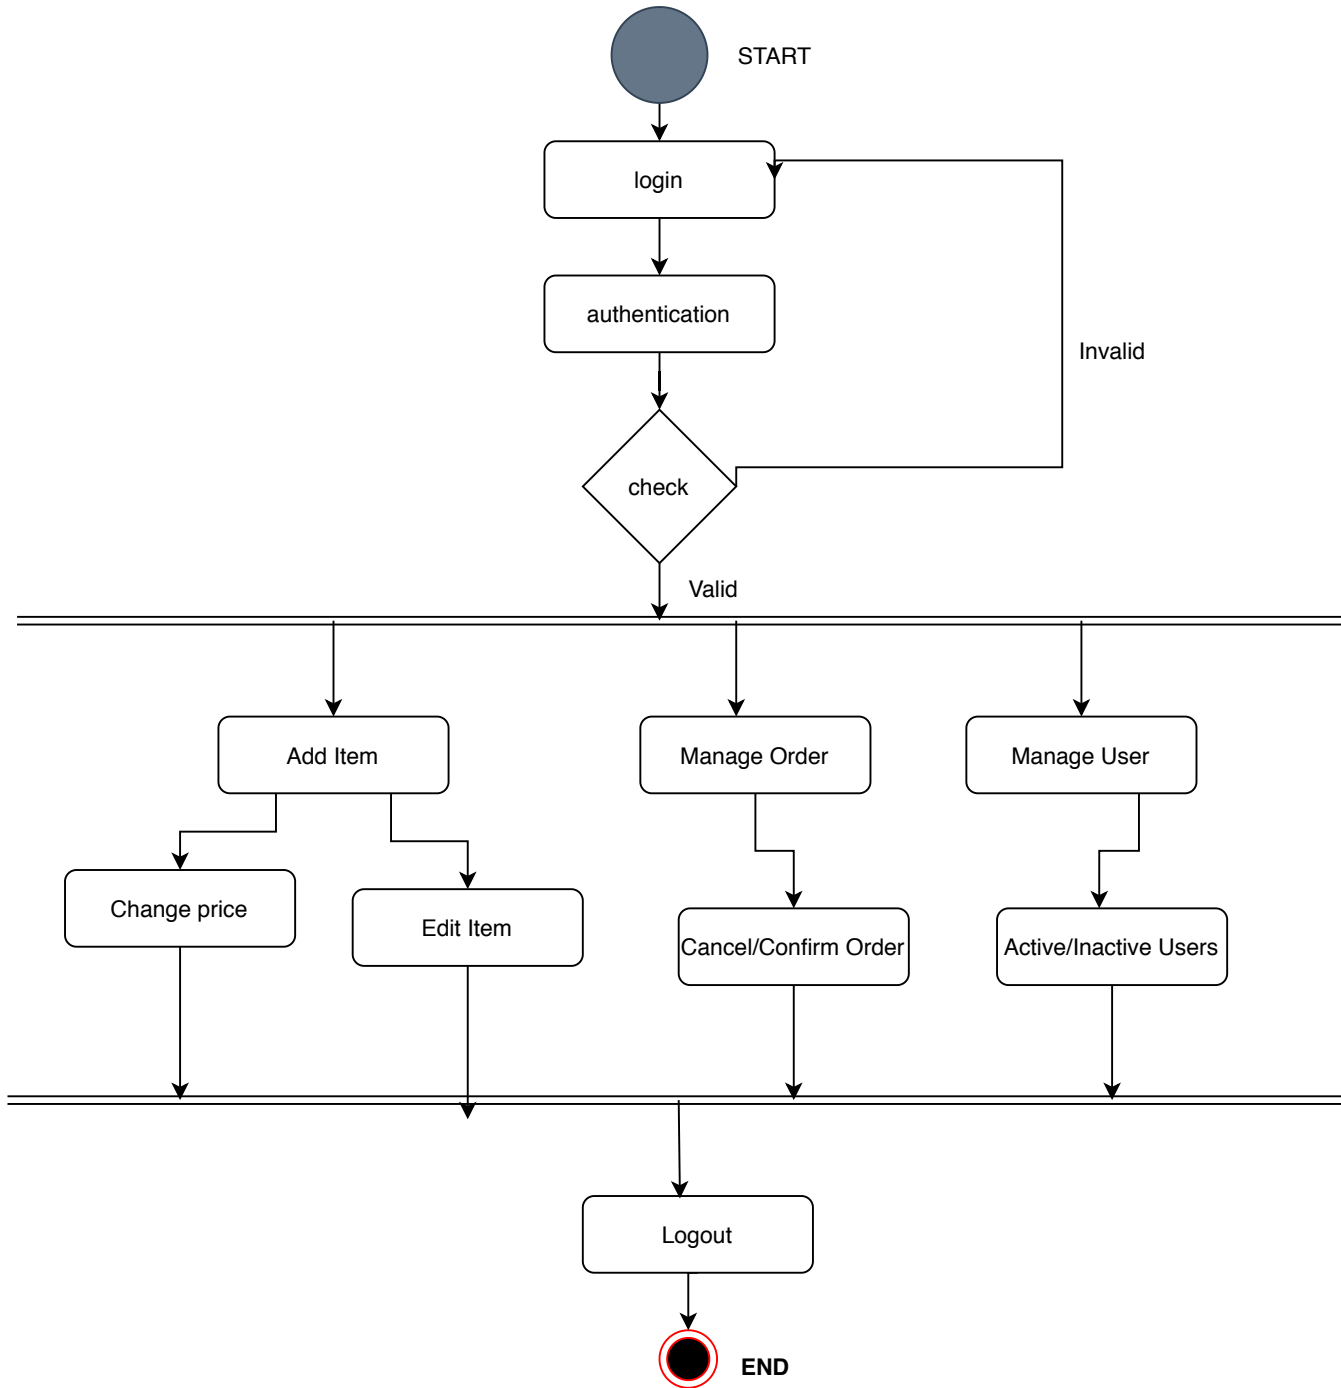 START
login
authentication
Invalid
check
Valid
Add Item
Manage Order
Manage User
Change price
Edit Item
Cancel/Confirm Order
Active/Inactive Users
Logout
END